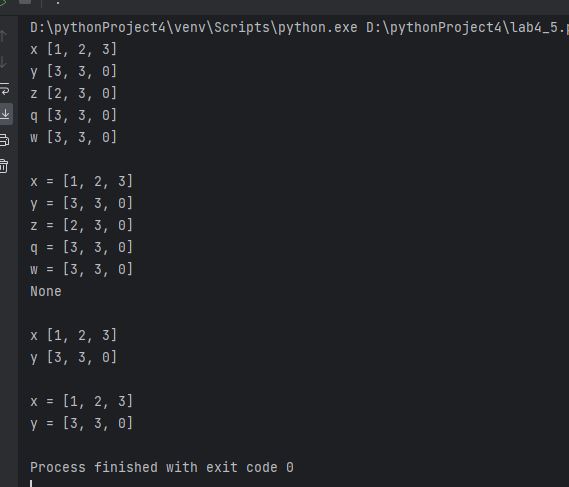 D:\pythonProject4\venv\Scripts\python.exe D:\pythonProject4\lab4_5.
x [1, 2, 3]
y [3, 3, 0]
z [2, 3, 0]
q [3, 3, 0]
w [3, 3, 0]
x = [1, 2, 3]
y = [3, 3, 0]
z = [2, 3, 0]
q = [3, 3, 0]
w = [3, 3, 0]
None
x [1, 2, 3]
y [3, 3, 0]
x = [1, 2, 3]
y = [3, 3, 0]
Process finished with exit code 0